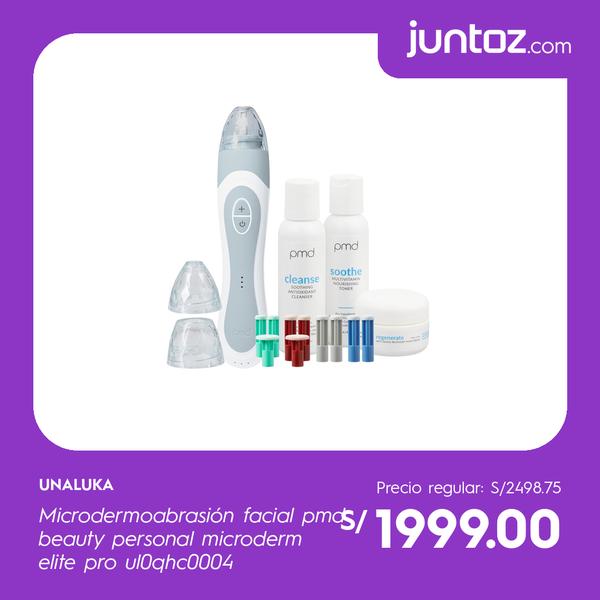 juntoz.com
pmd
cleanse
SOOTHING
ANTIOXIDANT
CLEANSER
pmd
soothe
MULTIVITAMIN
NOURISHING
TONER
pmd
regenerate
UNALUKA
Microdermoabrasión facial pmd
beauty personal microderm
elite pro ul0qhc0004
Precio regular: S/2498.75
S/ 1999.00